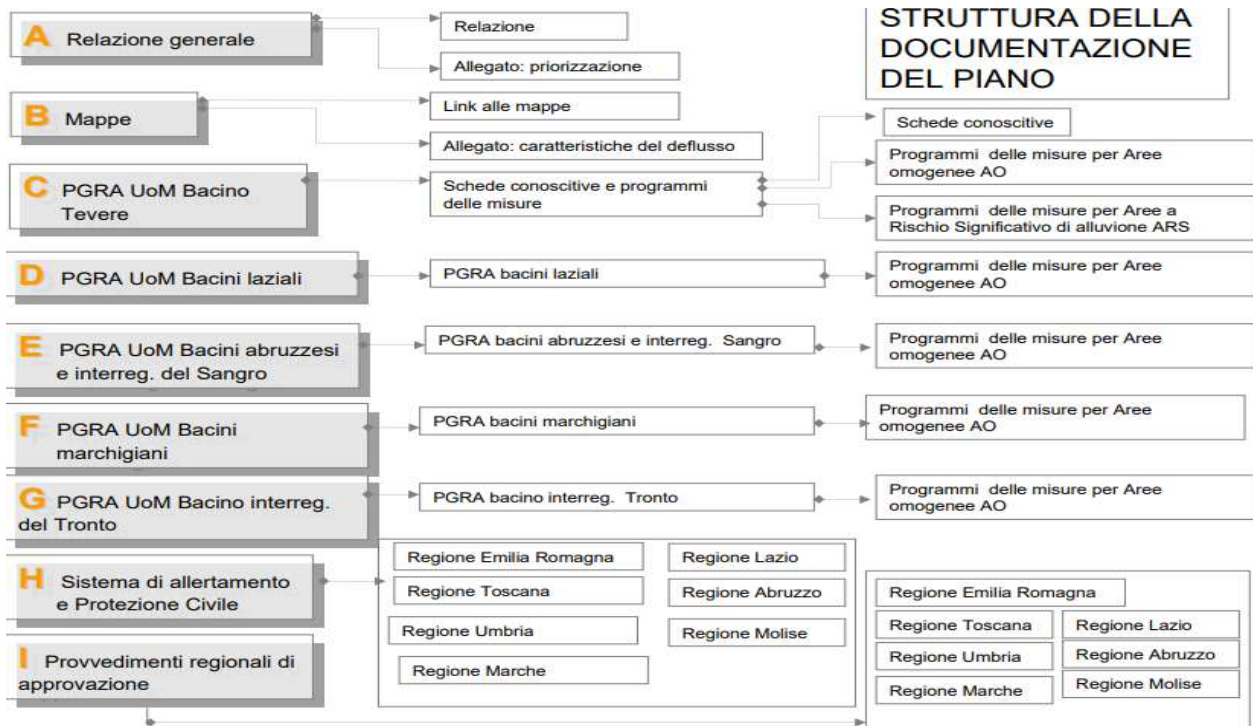 STRUTTURA DELLA
DOCUMENTAZIONE
DEL PIANO
A Relazione generale
Relazione
Allegato: priorizzazione
B Mappe
Link alle mappe
Allegato: caratteristiche del deflusso
C PGRA UoM Bacino
Tevere
Schede conoscitive e programmi
delle misure
Schede conoscitive
Programmi delle misure per Aree
omogenee AO
Programmi delle misure per Aree a
Rischio Significativo di alluvione ARS
D PGRA UoM Bacini laziali
PGRA bacini laziali
Programmi delle misure per Aree
omogenee AO
E PGRA UoM Bacini abruzzesi
e interreg. del Sangro
PGRA bacini abruzzesi e interreg. Sangro
Programmi delle misure per Aree
omogenee AO
F PGRA UoM Bacini
marchigiani
PGRA bacini marchigiani
Programmi delle misure per Aree
omogenee AO
G PGRA UoM Bacino interreg.
del Tronto
PGRA bacino interreg. Tronto
Programmi delle misure per Aree
omogenee AO
H Sistema di allertamento
e Protezione Civile
Regione Emilia Romagna
Regione Toscana
Regione Umbria
Regione Marche
Regione Lazio
Regione Abruzzo
Regione Molise
I Provvedimenti regionali di
approvazione
Regione Emilia Romagna
Regione Toscana
Regione Umbria
Regione Marche
Regione Lazio
Regione Abruzzo
Regione Molise